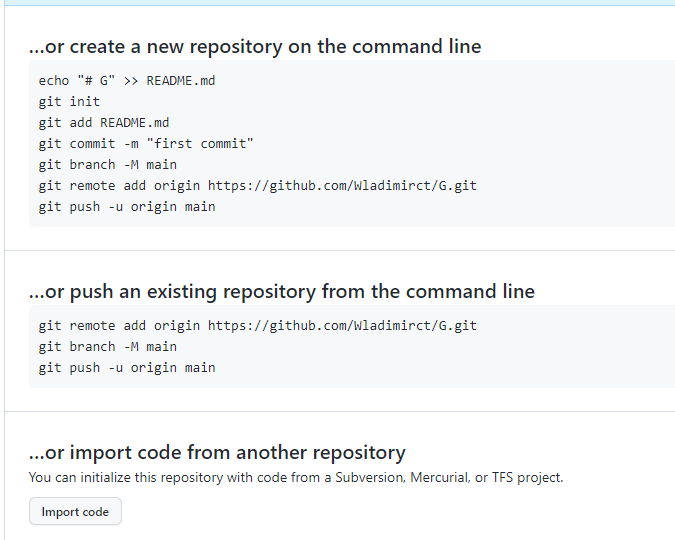 ...or create a new repository on the command line
echo "# G" >> README.md
git init
git add README.md
git commit -m "first commit"
git branch -M main
git remote add origin https://github.com/Wladimirct/G.git
git push -u origin main
...or push an existing repository from the command line
git remote add origin https://github.com/Wladimirct/G.git
git branch -M main
git push -u origin main
...or import code from another repository
You can initialize this repository with code from a Subversion, Mercurial, or TFS project.
Import code